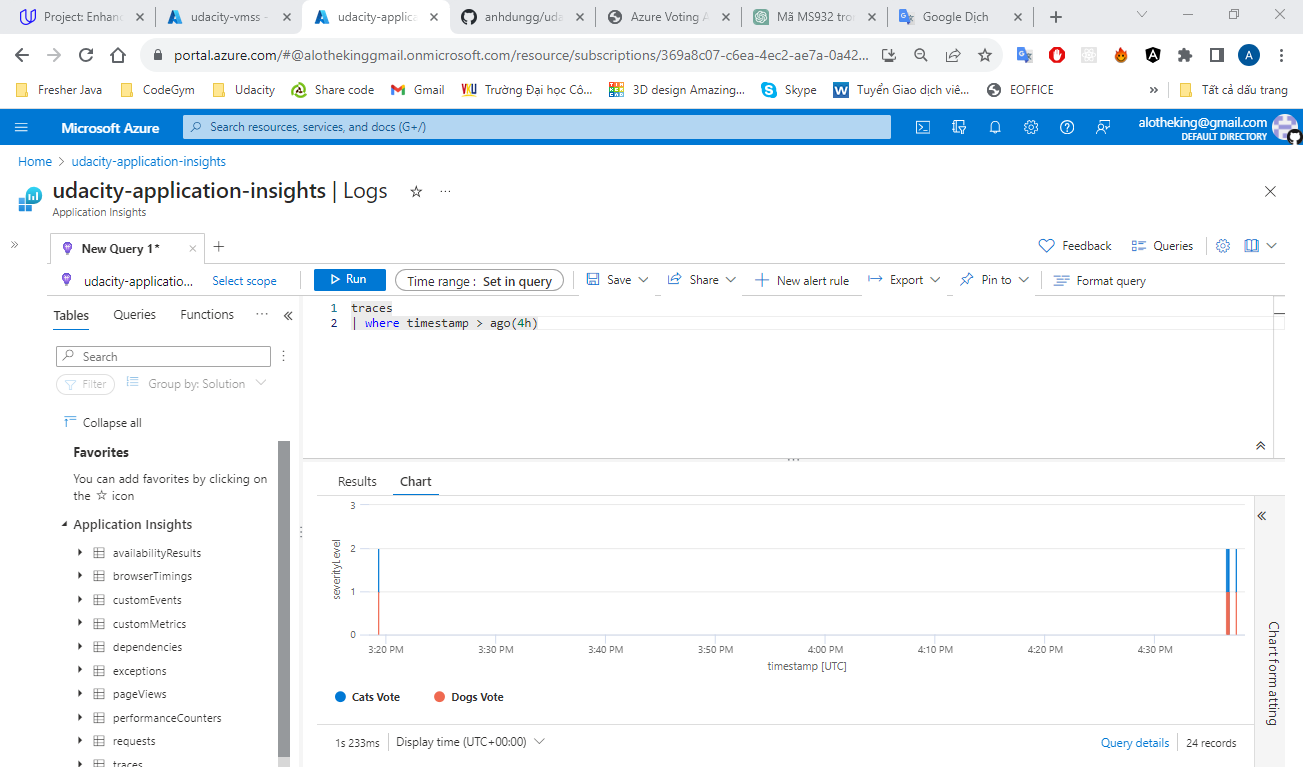 Project: Enhan
udacity-vmss -
udacity-applica
anhdungg/uda
Azure Voting A
Mã MS932 tro
Google Dịch
portal.azure.com/#@alothekinggmail.onmicrosoft.com/resource/subscriptions/369a8c07-c6ea-4ec2-ae7a-0a42...
A
Fresher Java
CodeGym
Udacity
Share code
Gmail
Trường Đại học Cô...
3D design Amazing...
Skype
Tuyển Giao dịch viê...
EOFFICE
»
Tất cả dấu trang
Microsoft Azure
Search resources, services, and docs (G+/)
alotheking@gmail.com
DEFAULT DIRECTORY
Home > udacity-application-insights
udacity-application-insights | Logs
Application Insights
New Query 1*
Feedback
Queries
udacity-applicatio...
Select scope
Run
Time range : Set in query
Save
Share
New alert rule
Export
Pin to
Format query
Tables
Queries
Functions
Search
Filter
Group by: Solution
Collapse all
Favorites
You can add favorites by clicking on
the ☆ icon
Application Insights
availabilityResults
browserTimings
customEvents
customMetrics
dependencies
exceptions
pageViews
performanceCounters
requests
traces
1 traces
2 | where timestamp > ago(4h)
Results
Chart
3
2
1
0
severityLevel
3:20 PM
3:30 PM
3:40 PM
3:50 PM
4:00 PM
4:10 PM
4:20 PM
4:30 PM
timestamp [UTC]
Cats Vote
Dogs Vote
Chart formatting
1s 233ms
Display time (UTC+00:00)
Query details
24 records